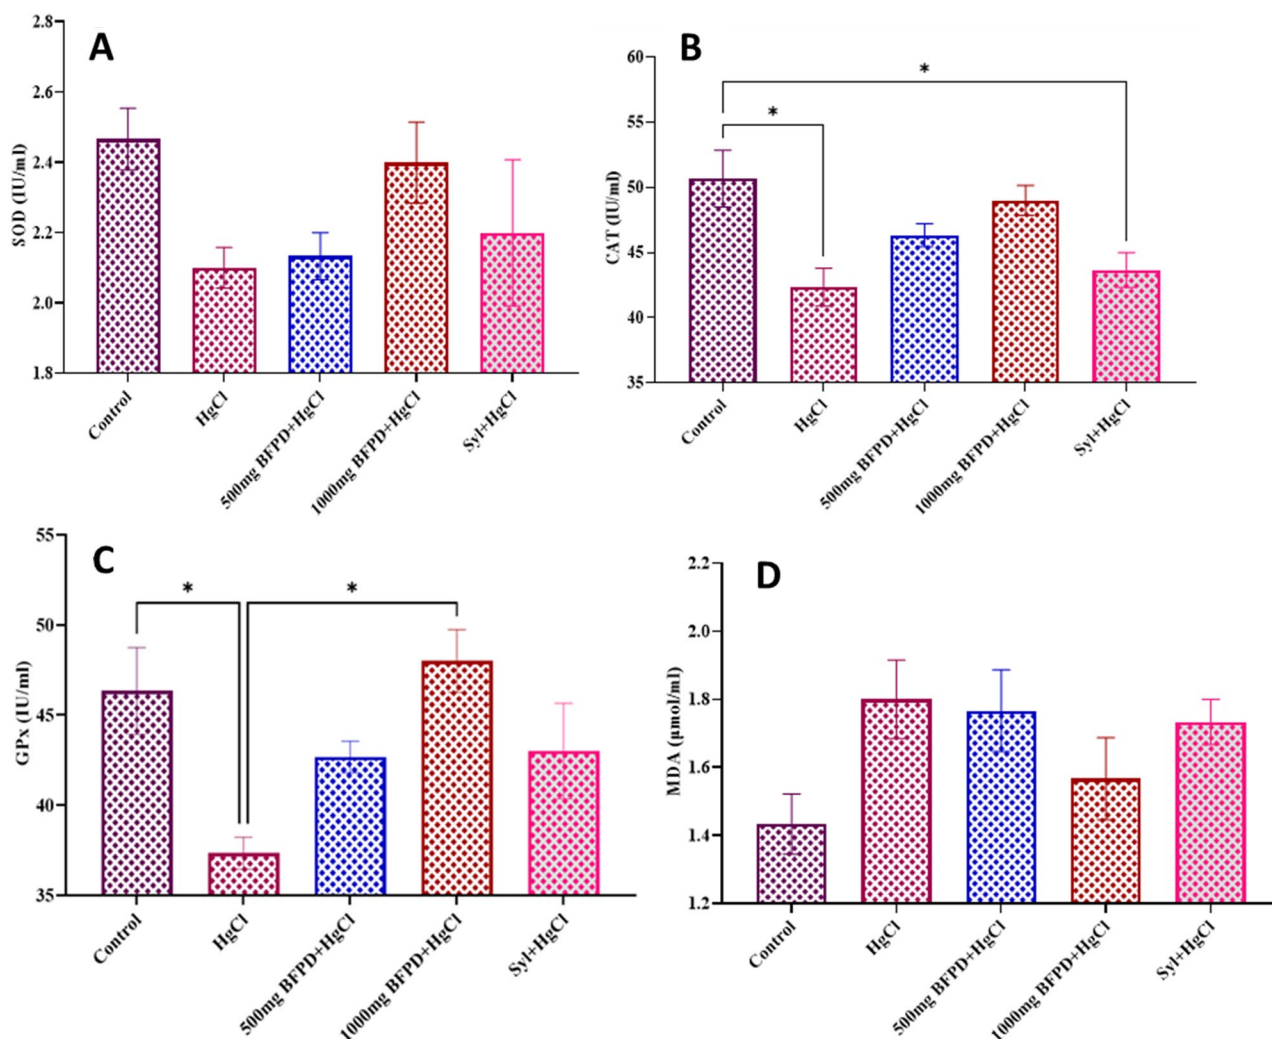 A
SOD (IU/ml)
2.8
2.6
2.4
2.2
2.0
1.8
Control
HgCl
500mg BFPD+HgCl
1000mg BFPD+HgCl
Syl+HgCl
B
CAT (IU/ml)
60
55
50
45
40
35
*
*
Control
HgCl
500mg BFPD+HgCl
1000mg BFPD+HgCl
Syl+HgCl
C
GPx (IU/ml)
55
50
45
40
35
*
*
Control
HgCl
500mg BFPD+HgCl
1000mg BFPD+HgCl
Syl+HgCl
D
MDA (µmol/ml)
2.2
2.0
1.8
1.6
1.4
1.2
Control
HgCl
500mg BFPD+HgCl
1000mg BFPD+HgCl
Syl+HgCl